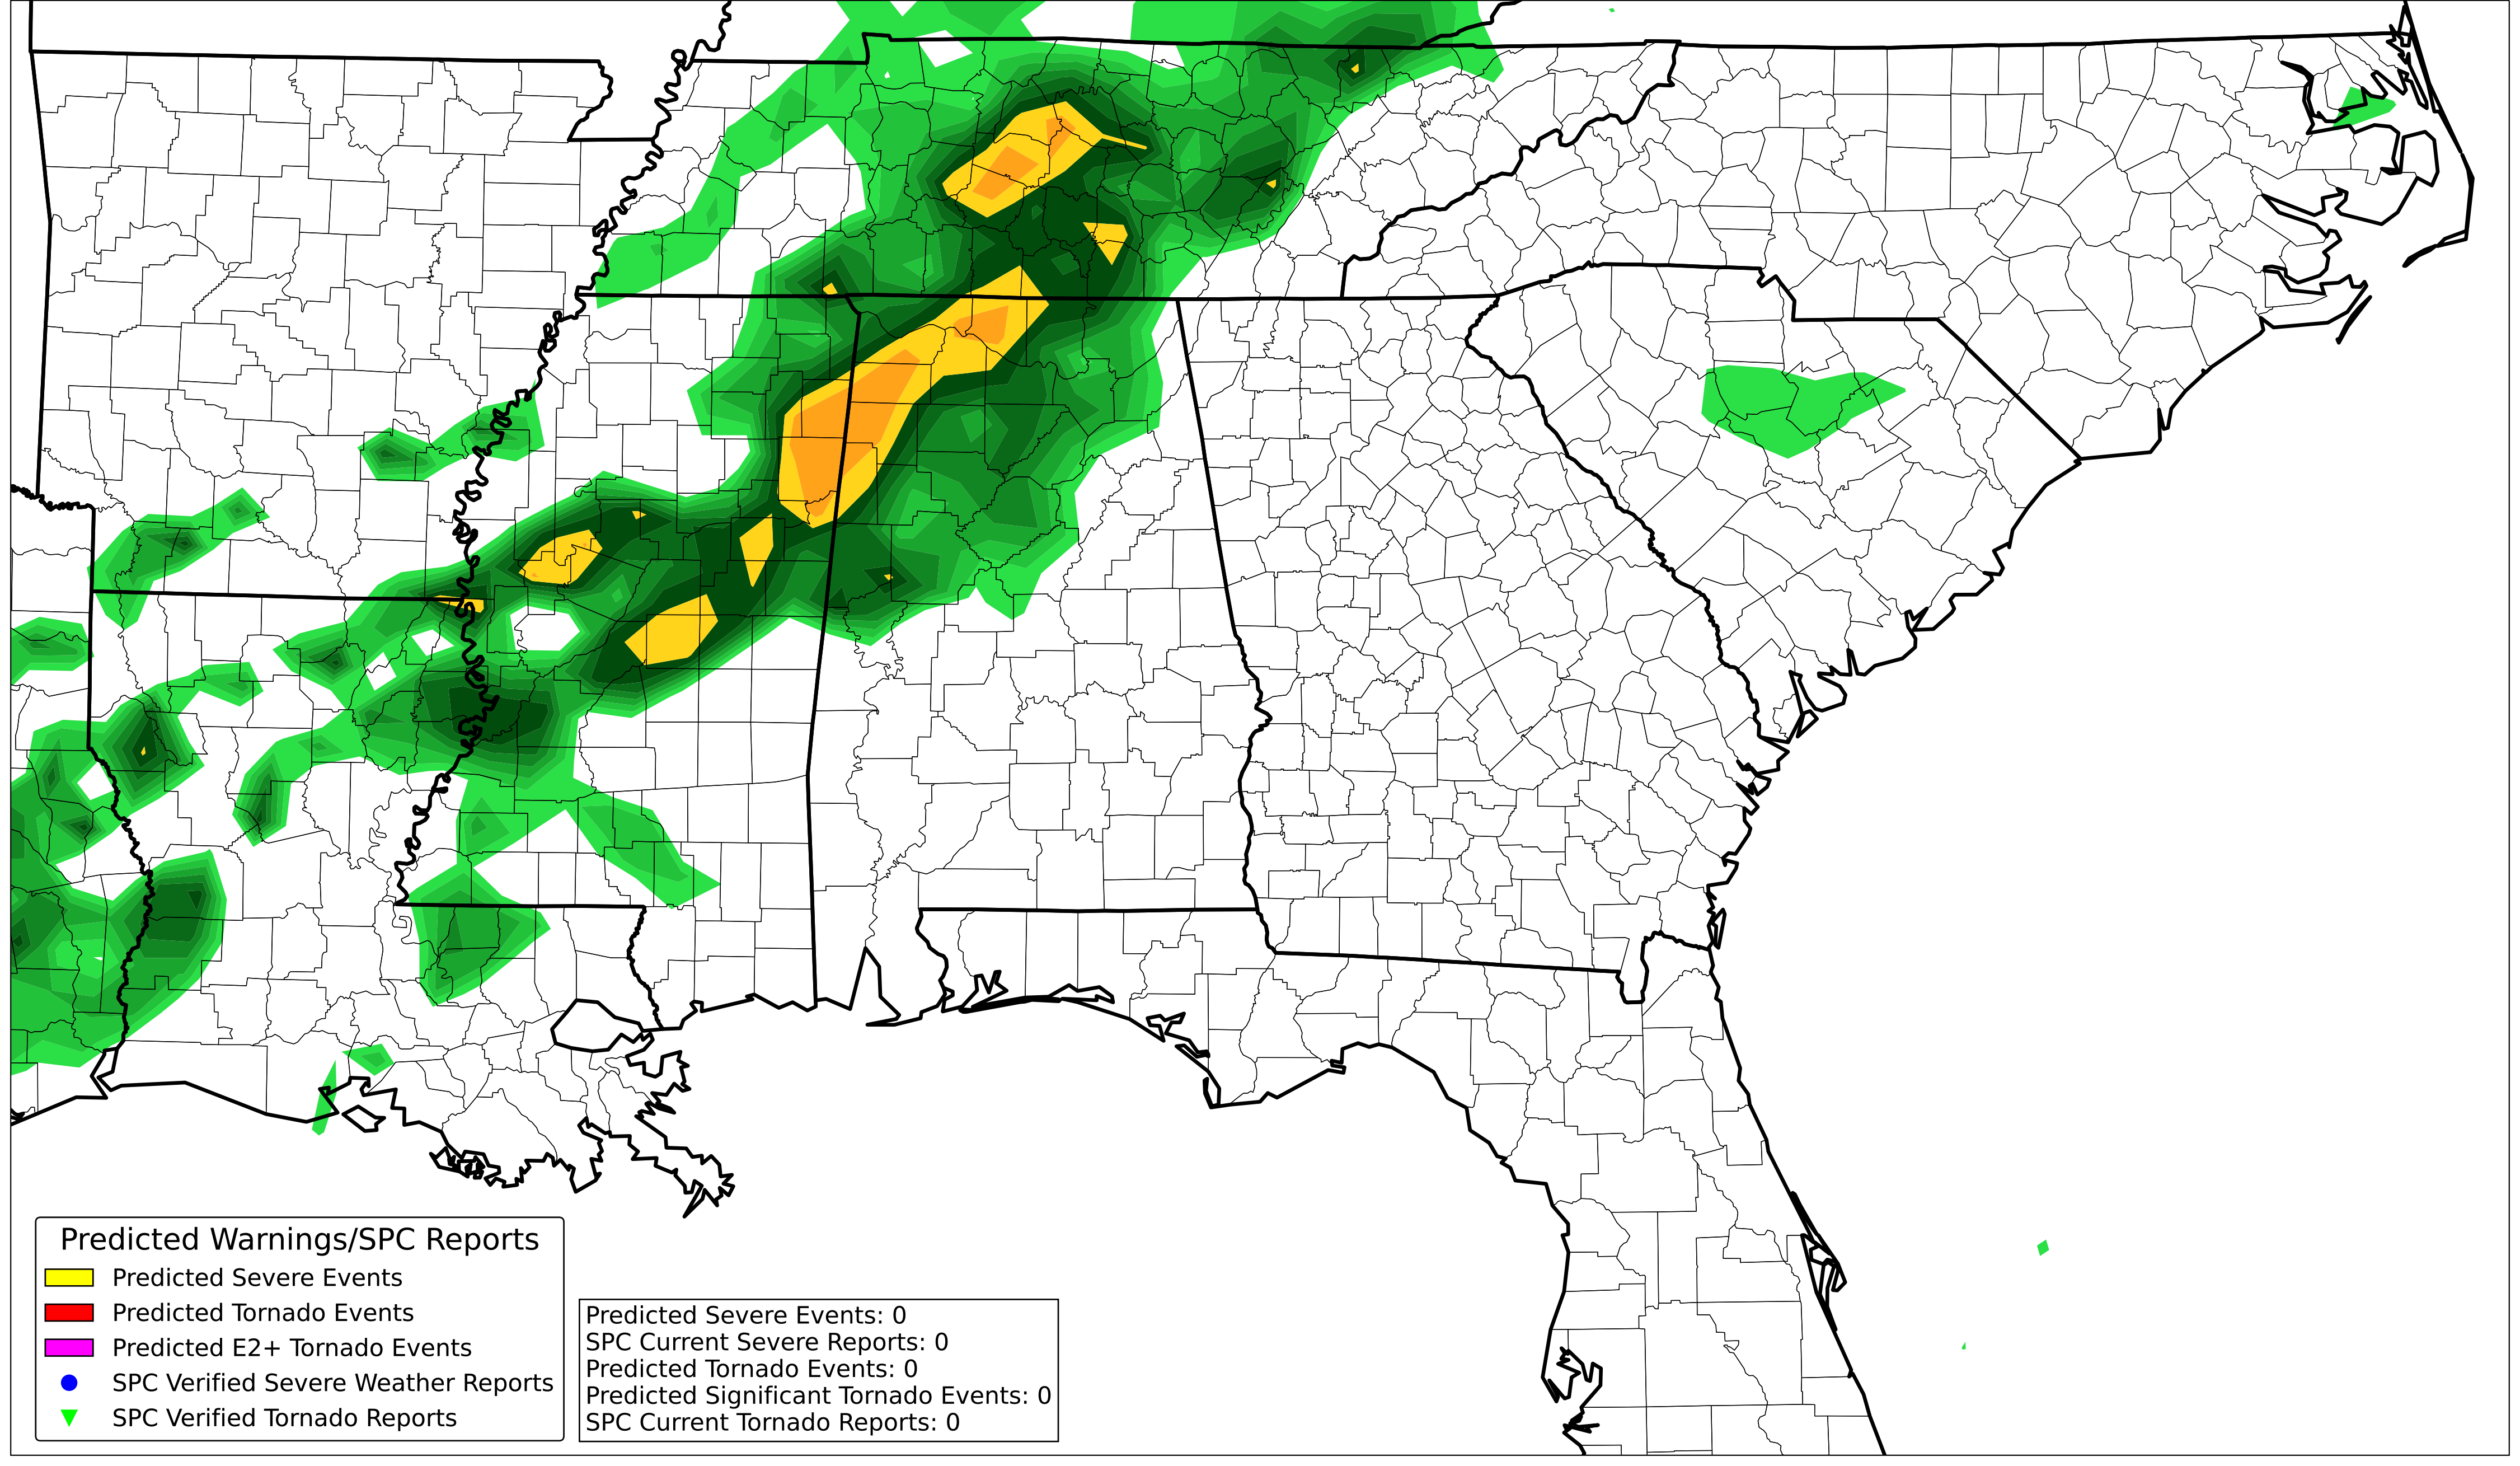 Predicted Warnings/SPC Reports
Predicted Severe Events
Predicted Tornado Events
Predicted E2+ Tornado Events
SPC Verified Severe Weather Reports
SPC Verified Tornado Reports
Predicted Severe Events: 0
SPC Current Severe Reports: 0
Predicted Tornado Events: 0
Predicted Significant Tornado Events: 0
SPC Current Tornado Reports: 0